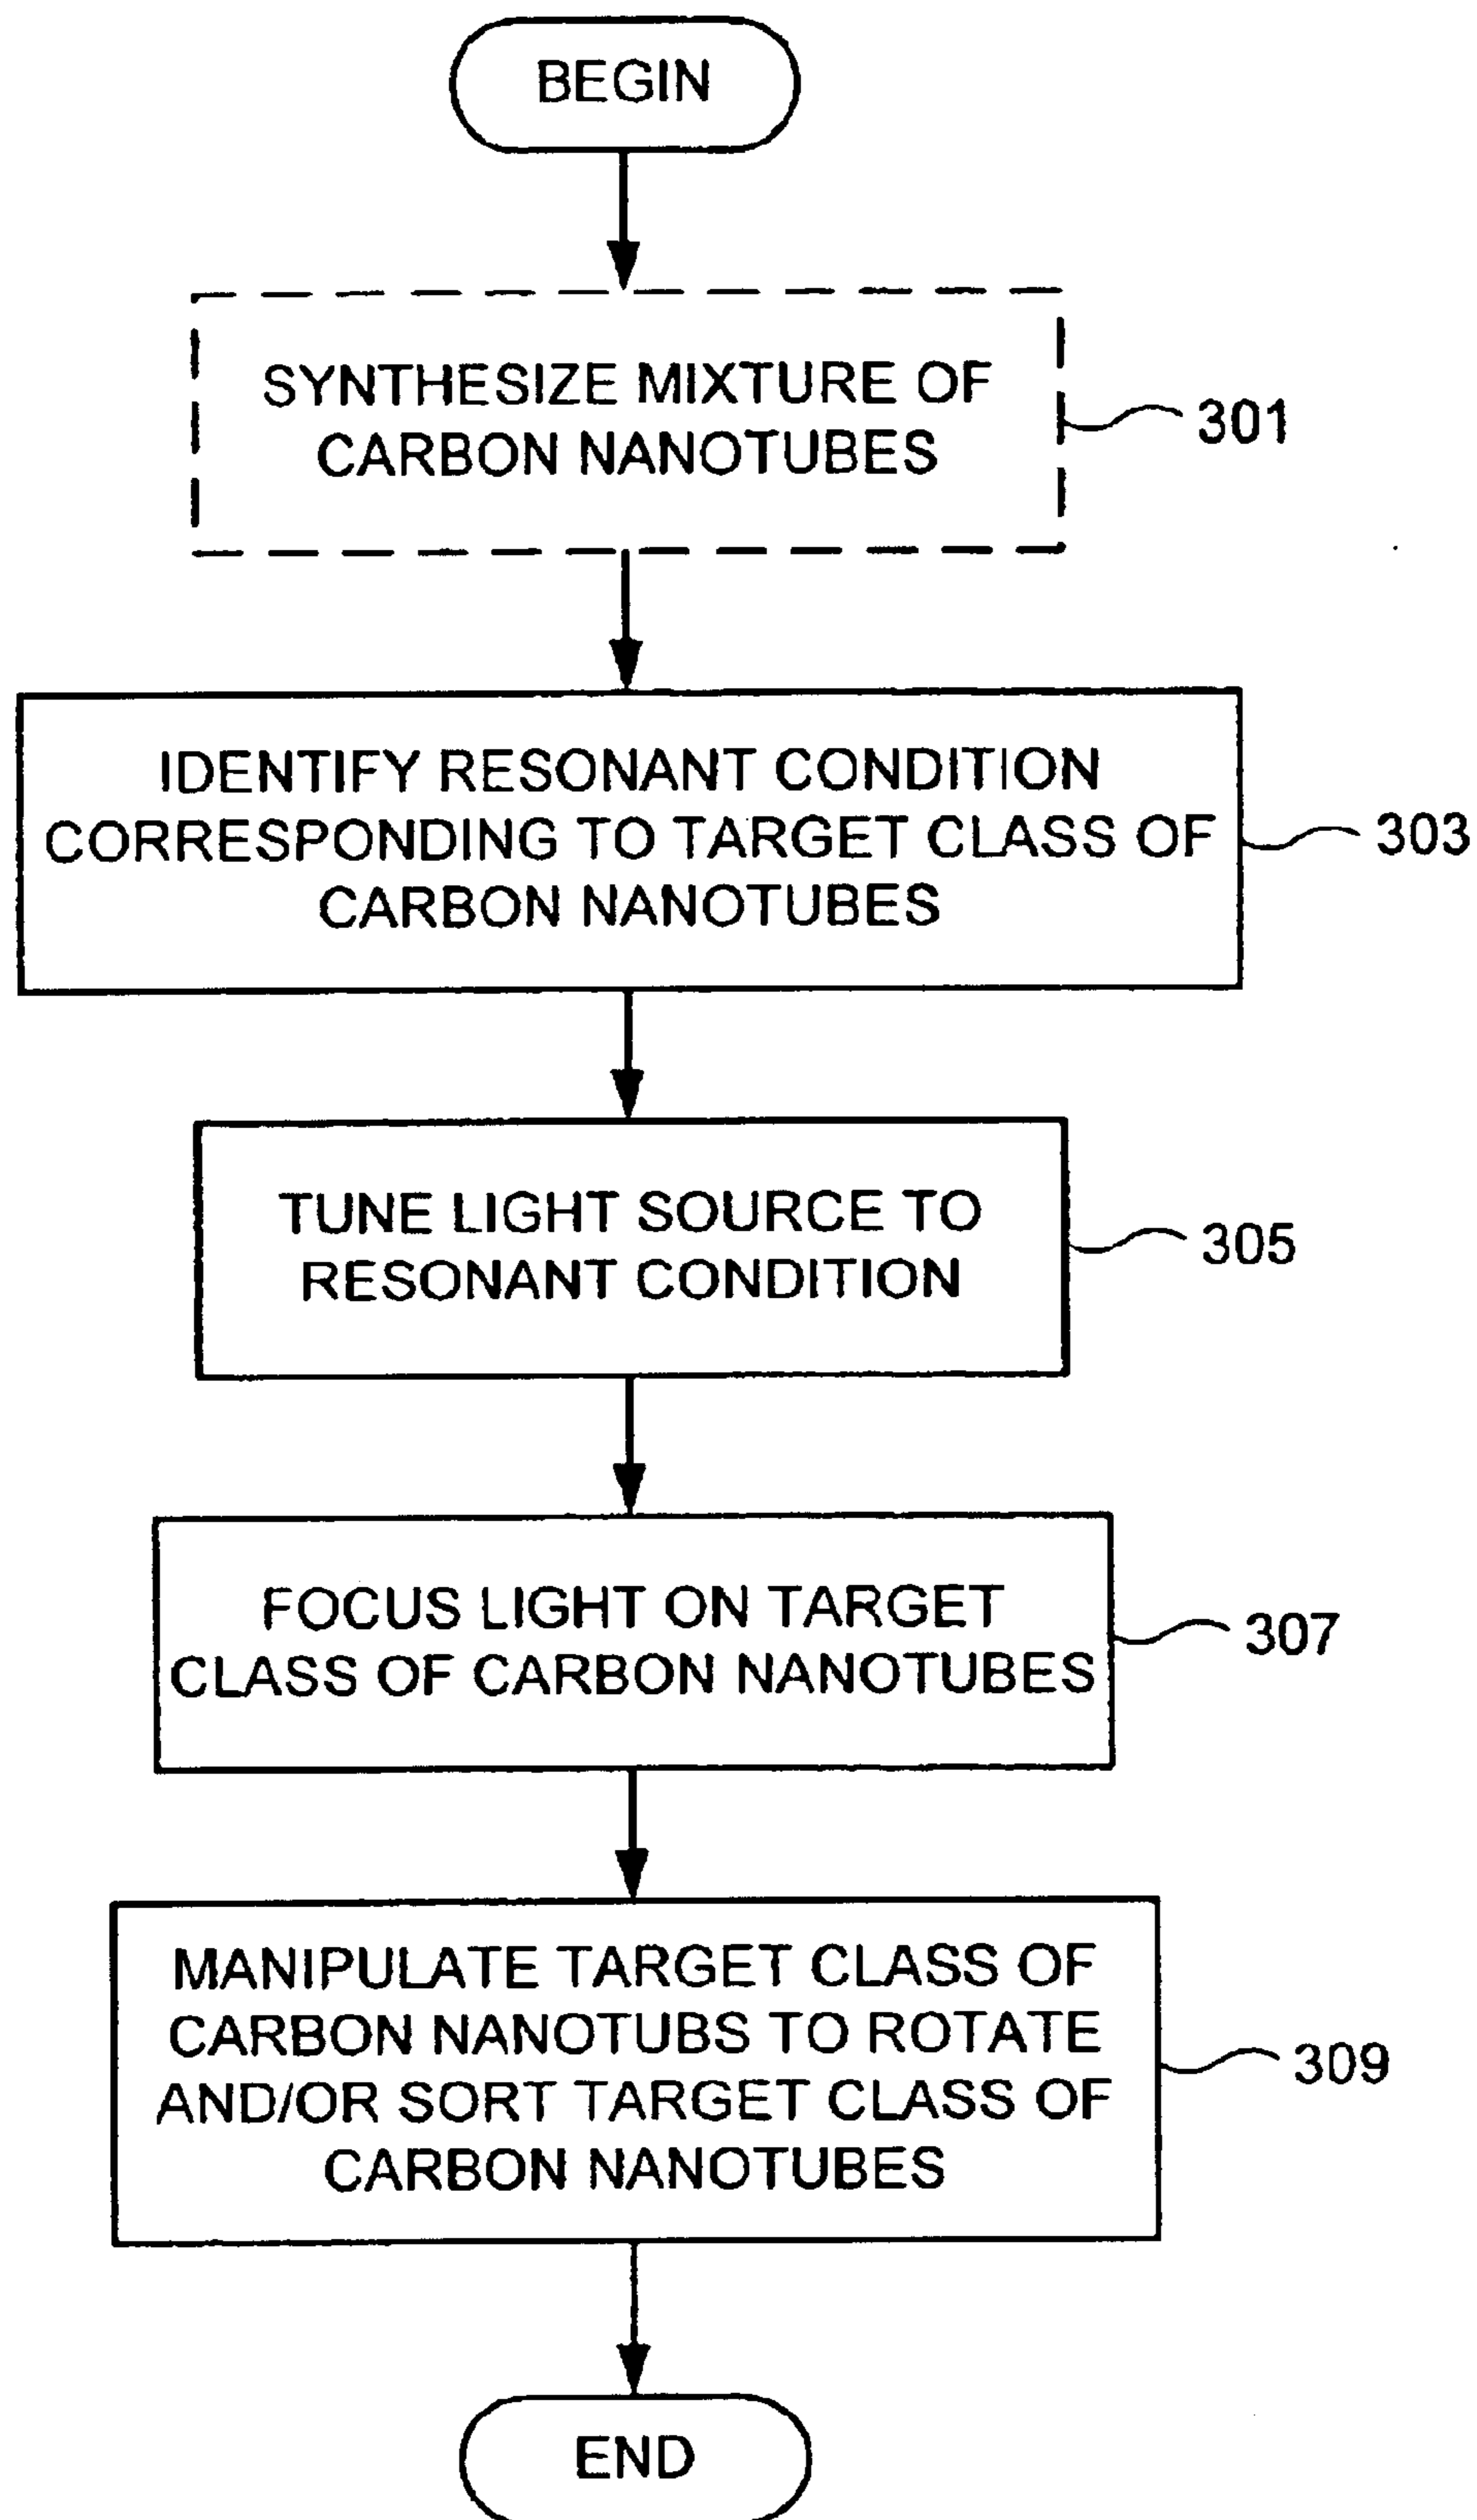 BEGIN
SYNTHESIZE MIXTURE OF
CARBON NANOTUBES
301
IDENTIFY RESONANT CONDITION
CORRESPONDING TO TARGET CLASS OF
CARBON NANOTUBES
303
TUNE LIGHT SOURCE TO
RESONANT CONDITION
305
FOCUS LIGHT ON TARGET
CLASS OF CARBON NANOTUBES
307
MANIPULATE TARGET CLASS OF
CARBON NANOTUBS TO ROTATE
AND/OR SORT TARGET CLASS OF
CARBON NANOTUBES
309
END